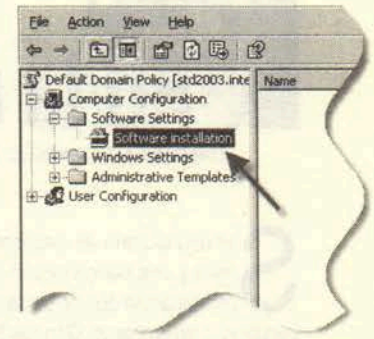 File Action View Help
Default Domain Policy [std2003.inte
Name
Computer Configuration
Software Settings
Software installation
Windows Settings
Administrative Templates
User Configuration